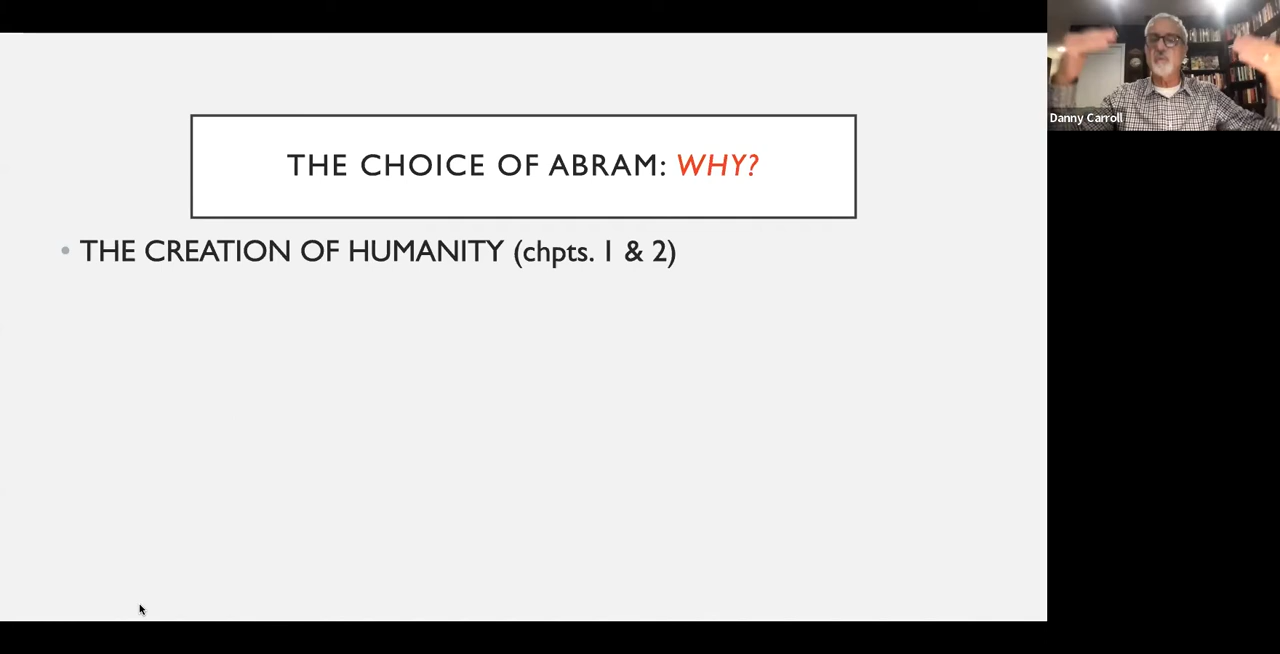 THE CHOICE OF ABRAM: WHY?
• THE CREATION OF HUMANITY (chpts. 1 & 2)
Danny Carroll